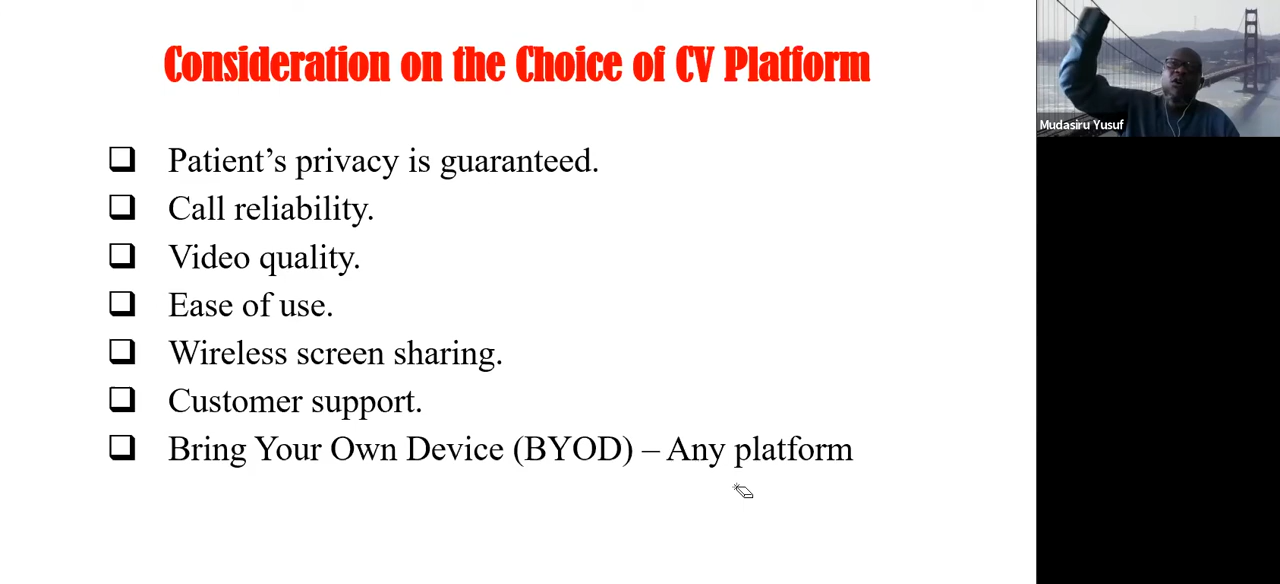 Consideration on the Choice of CV Platform
Patient’s privacy is guaranteed.
Call reliability.
Video quality.
Ease of use.
Wireless screen sharing.
Customer support.
Bring Your Own Device (BYOD) – Any platform
Mudasiru Yusuf